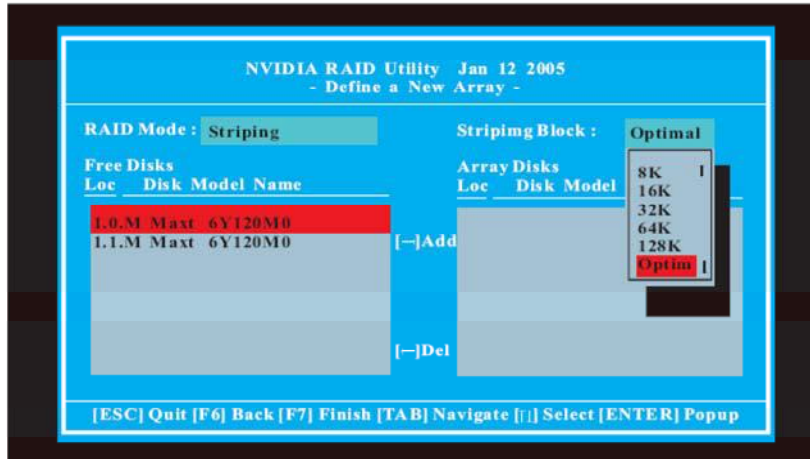 NVIDIA RAID Utility Jan 12 2005
- Define a New Array -
RAID Mode : Striping
Stripimg Block : Optimal
Free Disks
Loc Disk Model Name
Array Disks
Loc Disk Model
8K
16K
32K
64K
128K
Optim
1.0.M Maxt 6Y120M0
1.1.M Maxt 6Y120M0
[—]Add
[—]Del
[ESC] Quit [F6] Back [F7] Finish [TAB] Navigate [↑↓] Select [ENTER] Popup